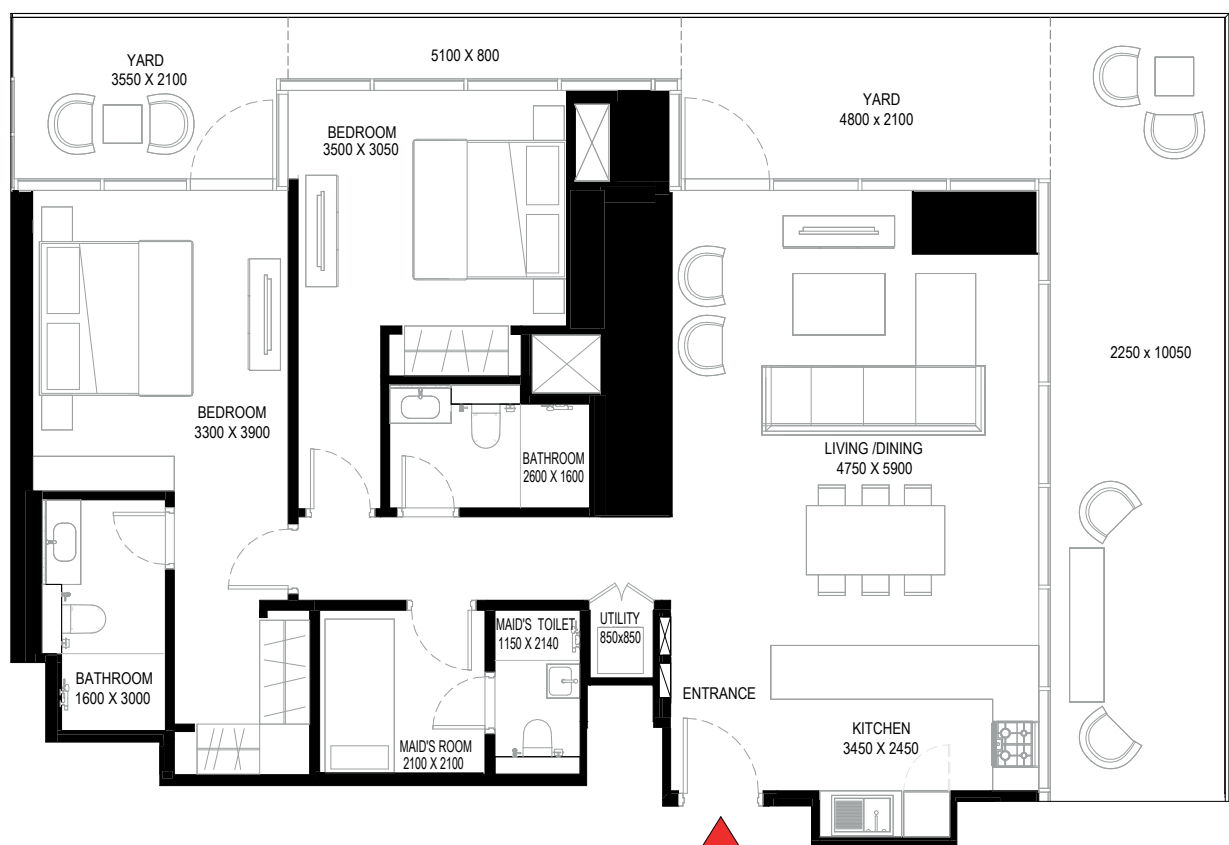 YARD
3550 X 2100
5100 X 800
YARD
4800 x 2100
BEDROOM
3500 X 3050
2250 x 10050
BEDROOM
3300 X 3900
BATHROOM
2600 X 1600
LIVING /DINING
4750 X 5900
MAID'S TOILET
1150 X 2140
UTILITY
850x850
BATHROOM
1600 X 3000
ENTRANCE
MAID'S ROOM
2100 X 2100
KITCHEN
3450 X 2450